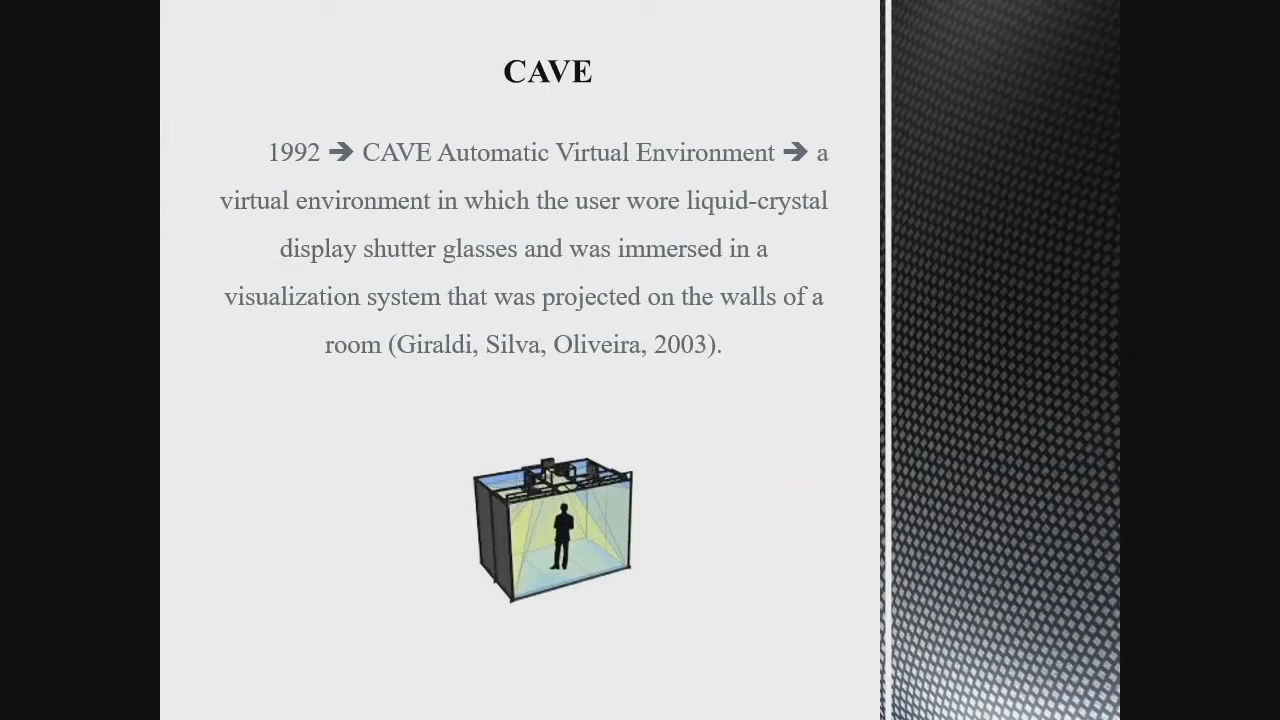 CAVE
1992 ➔ CAVE Automatic Virtual Environment ➔ a
virtual environment in which the user wore liquid-crystal
display shutter glasses and was immersed in a
visualization system that was projected on the walls of a
room (Giraldi, Silva, Oliveira, 2003).